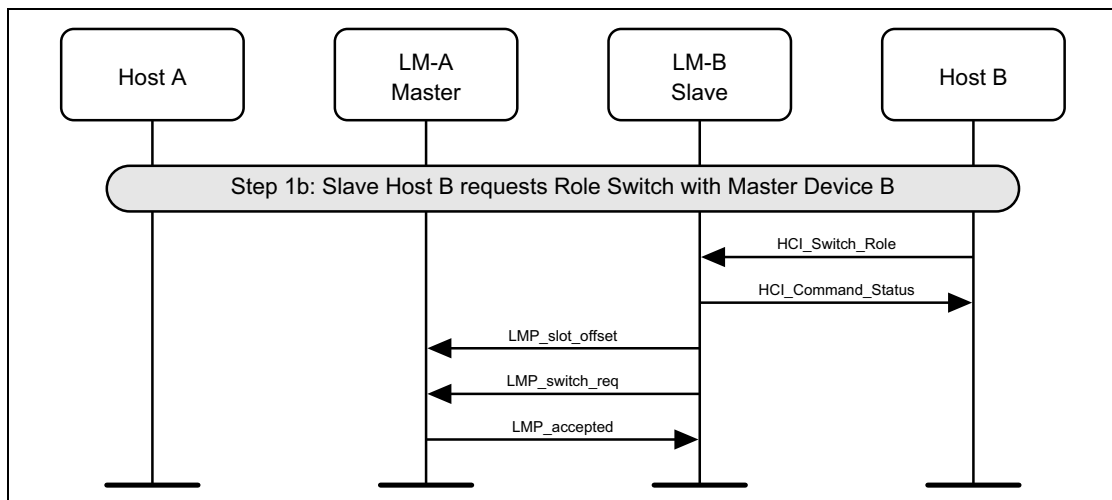 Host A
LM-A
Master
LM-B
Slave
Host B
Step 1b: Slave Host B requests Role Switch with Master Device B
HCI_Switch_Role
HCI_Command_Status
LMP_slot_offset
LMP_switch_req
LMP_accepted